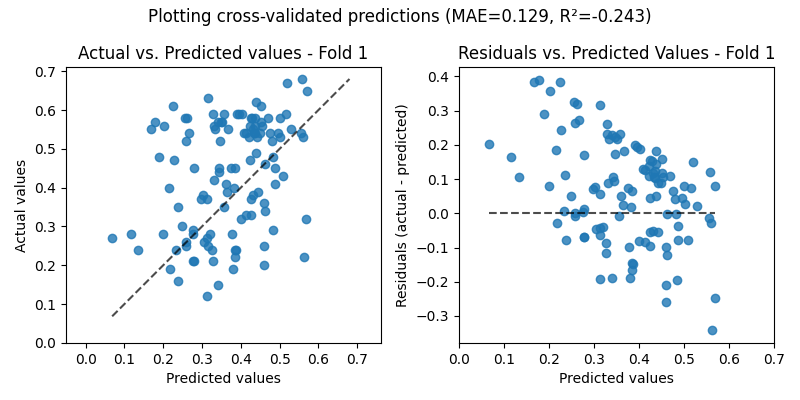 Plotting cross-validated predictions (MAE=0.129, R²=-0.243)
Actual vs. Predicted values - Fold 1
Actual values
0.7
0.6
0.5
0.4
0.3
0.2
0.1
0.0
0.0 0.1 0.2 0.3 0.4 0.5 0.6 0.7
Predicted values
Residuals vs. Predicted Values - Fold 1
Residuals (actual - predicted)
0.4
0.3
0.2
0.1
0.0
−0.1
−0.2
−0.3
0.0 0.1 0.2 0.3 0.4 0.5 0.6 0.7
Predicted values